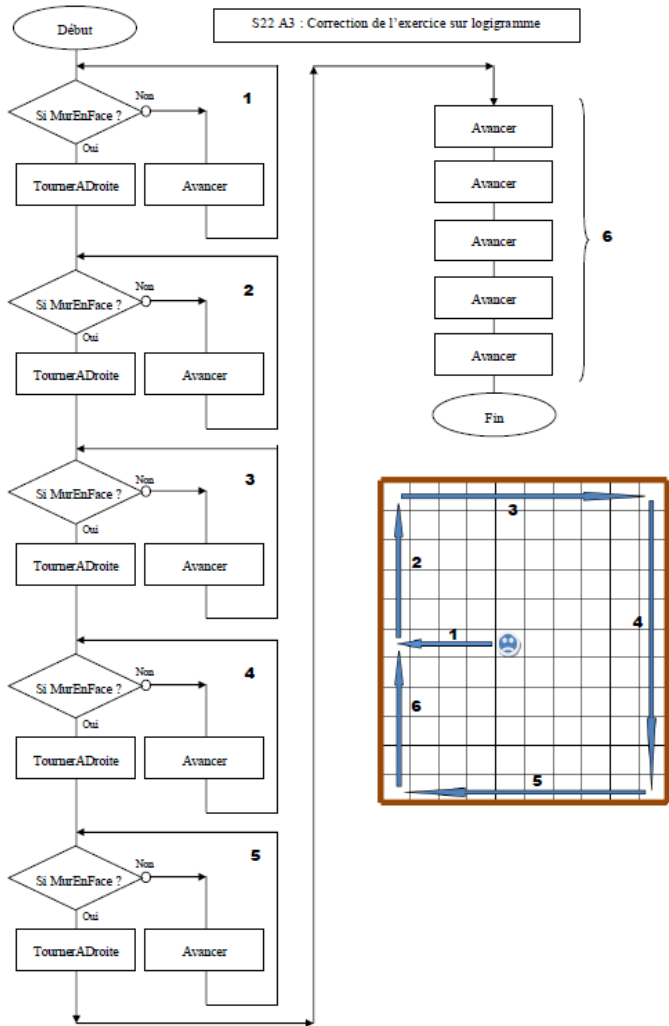 Début
S22 A3 : Correction de l'exercice sur logigramme
Si MurEnFace ?
Non
1
Oui
TournerADroite
Avancer
Si MurEnFace ?
Non
2
Oui
TournerADroite
Avancer
Si MurEnFace ?
Non
3
Oui
TournerADroite
Avancer
Si MurEnFace ?
Non
4
Oui
TournerADroite
Avancer
Si MurEnFace ?
Non
5
Oui
TournerADroite
Avancer
Avancer
Avancer
Avancer
Avancer
Avancer
6
Fin
3
2
4
1
6
5